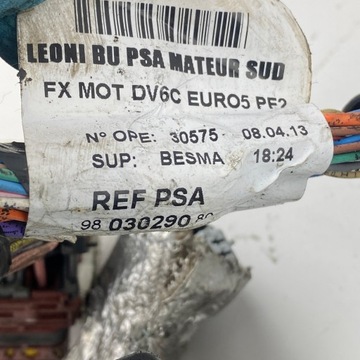 LEONI BU PSA MATEUR SUD
FX MOT DV6C EURO5 PF2
N° OPE: 30575 08.04.13
SUP: BESMA 18:24
REF PSA
98 030290 80